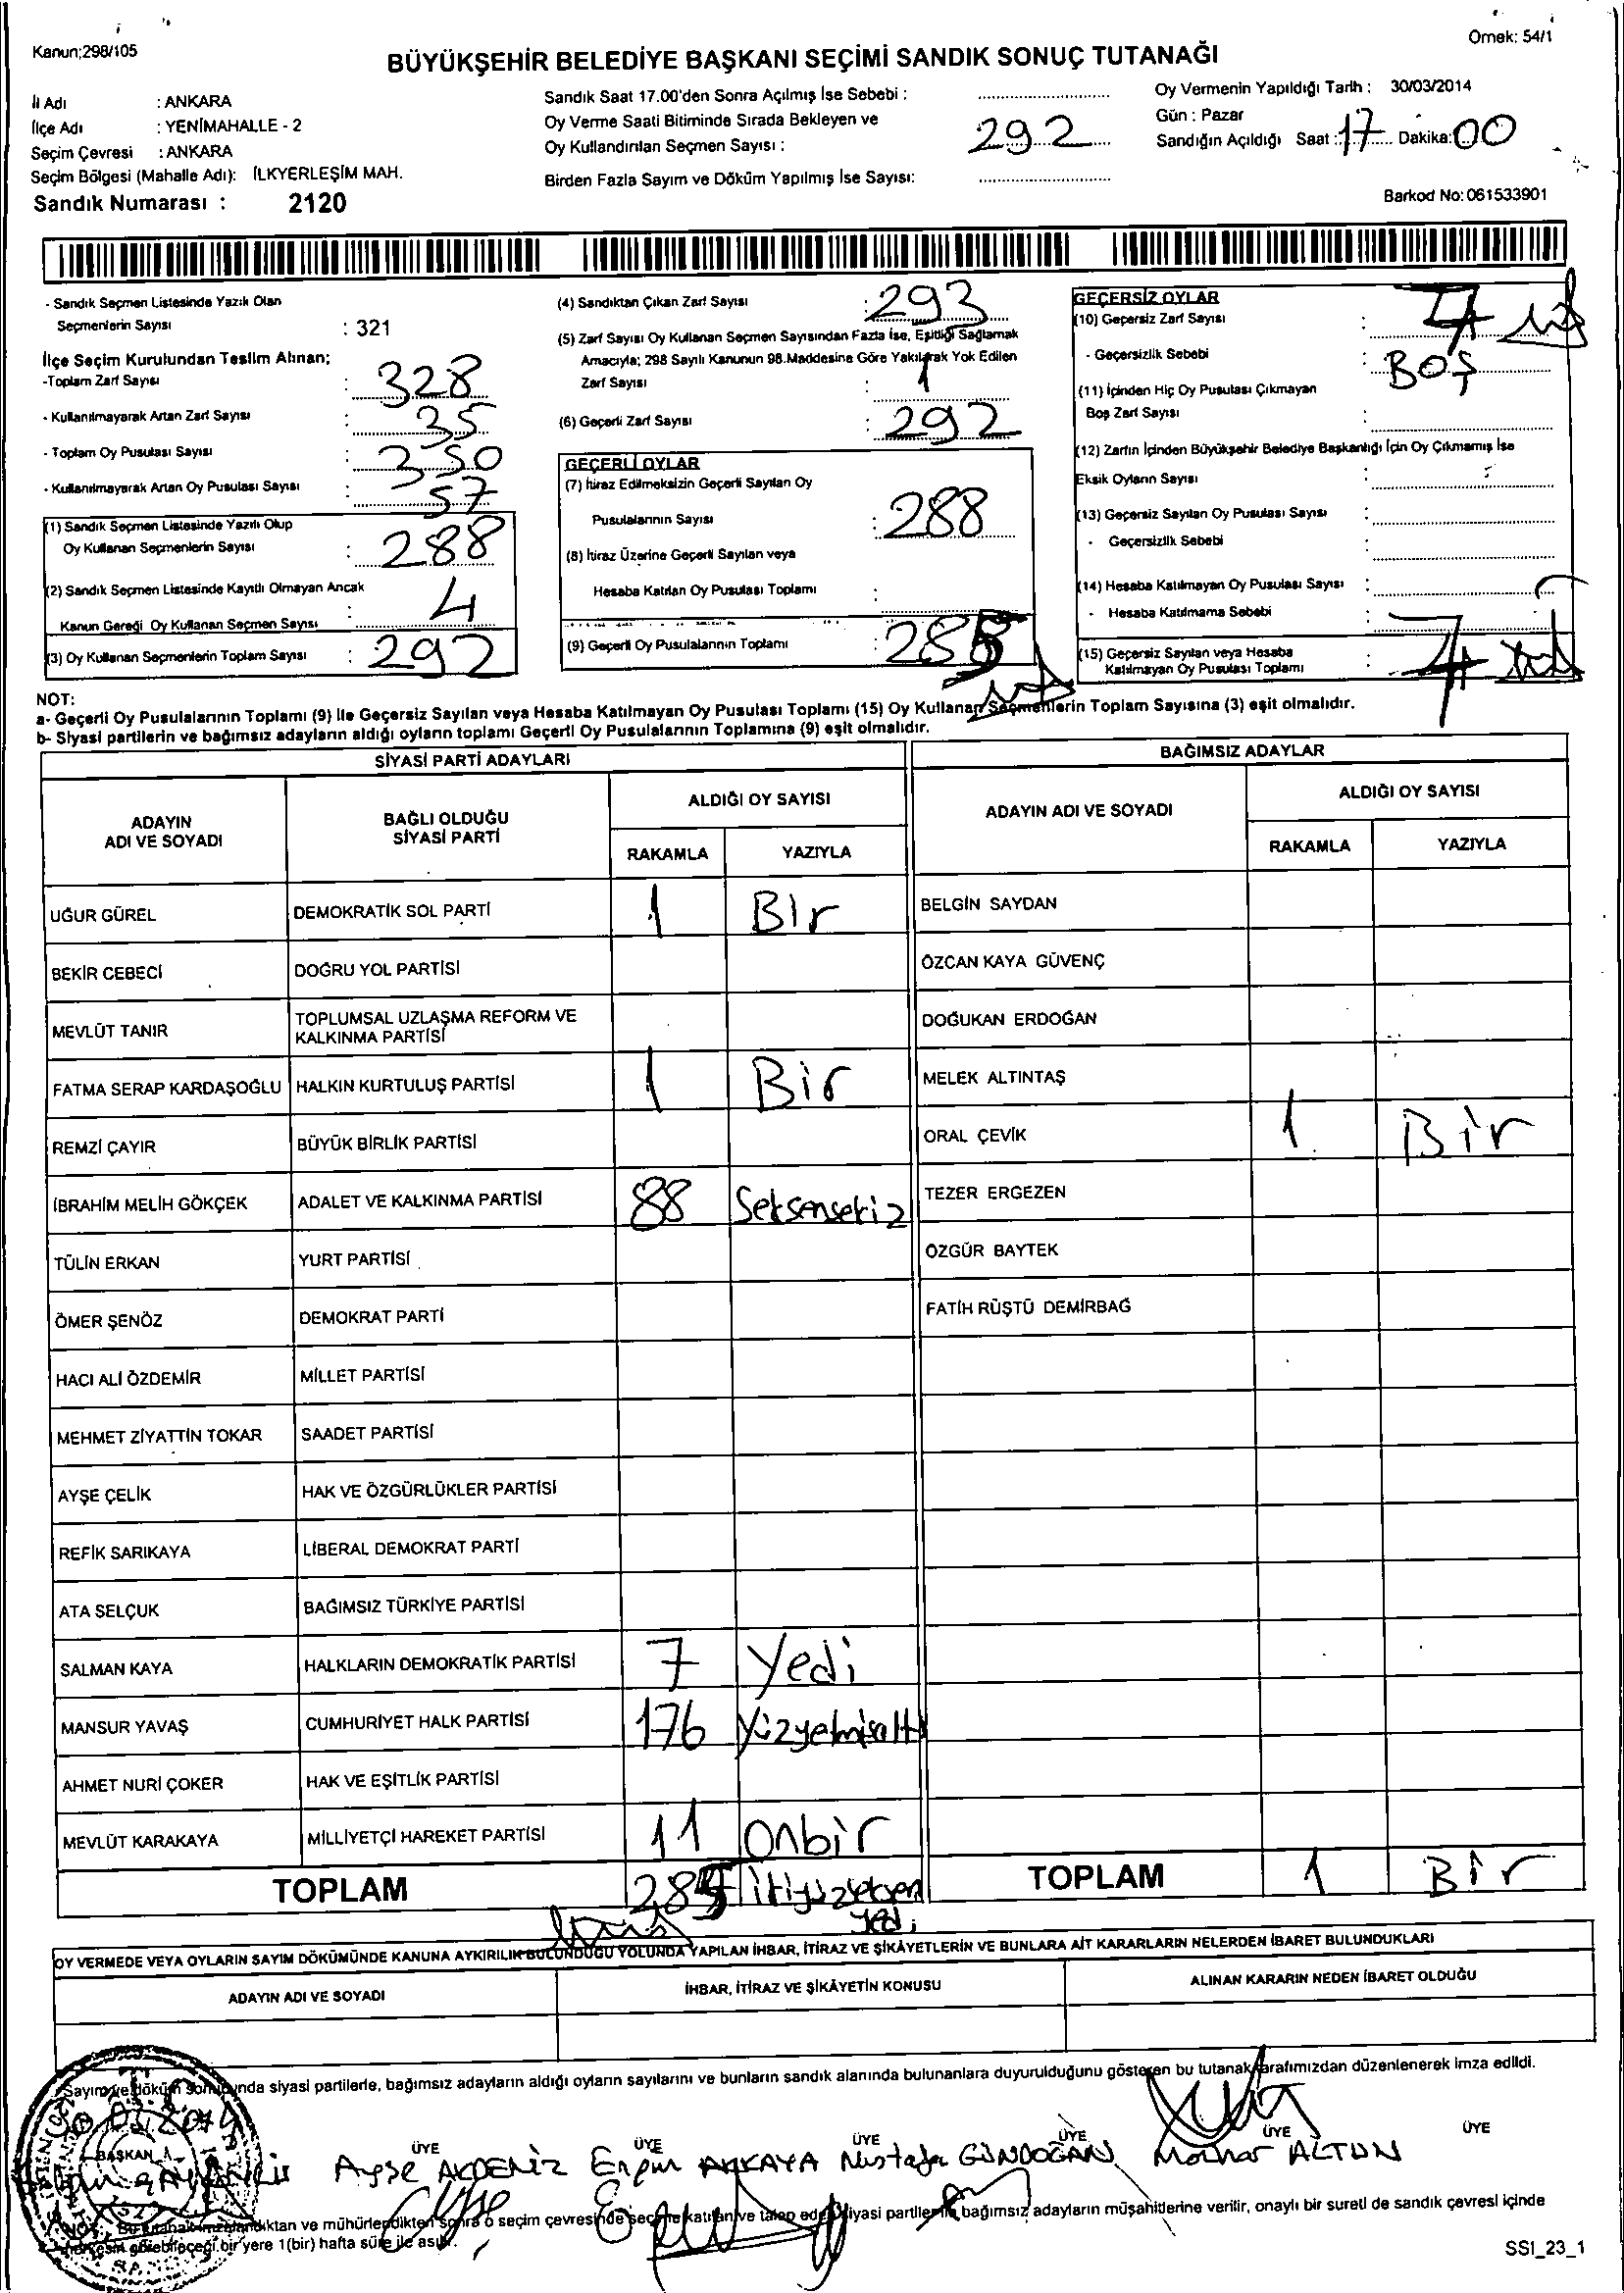 Kanun;298/105
Örnek: 54/1
BÜYÜKŞEHİR BELEDİYE BAŞKANI SEÇİMİ SANDIK SONUÇ TUTANAĞI
İl Adı : ANKARA
İlçe Adı : YENİMAHALLE - 2
Seçim Çevresi : ANKARA
Seçim Bölgesi (Mahalle Adı): İLKYERLEŞİM MAH.
Sandık Numarası : 2120
Sandık Saat 17.00'den Sonra Açılmış İse Sebebi :
Oy Verme Saati Bitiminde Sırada Bekleyen ve
Oy Kullandırılan Seçmen Sayısı : 292
Birden Fazla Sayım ve Döküm Yapılmış İse Sayısı:
Oy Vermenin Yapıldığı Tarih : 30/03/2014
Gün : Pazar
Sandığın Açıldığı Saat : 17 Dakika: 00
Barkod No: 061533901
- Sandık Seçmen Listesinde Yazılı Olan
Seçmenlerin Sayısı : 321
İlçe Seçim Kurulundan Teslim Alınan;
-Toplam Zarf Sayısı : 328
- Kullanılmayarak Artan Zarf Sayısı : 35
- Toplam Oy Pusulası Sayısı : 350
- Kullanılmayarak Artan Oy Pusulası Sayısı : 57
(1) Sandık Seçmen Listesinde Yazılı Olup
Oy Kullanan Seçmenlerin Sayısı : 288
(2) Sandık Seçmen Listesinde Kayıtlı Olmayan Ancak
Kanun Gereği Oy Kullanan Seçmen Sayısı : 4
(3) Oy Kullanan Seçmenlerin Toplam Sayısı : 292
(4) Sandıktan Çıkan Zarf Sayısı : 293
(5) Zarf Sayısı Oy Kullanan Seçmen Sayısından Fazla İse, Eşitliği Sağlamak
Amacıyla; 298 Sayılı Kanunun 98.Maddesine Göre Yakılarak Yok Edilen
Zarf Sayısı : 1
(6) Geçerli Zarf Sayısı : 292
GEÇERLİ OYLAR
(7) İtiraz Edilmeksizin Geçerli Sayılan Oy
Pusulalarının Sayısı : 288
(8) İtiraz Üzerine Geçerli Sayılan veya
Hesaba Katılan Oy Pusulası Toplamı :
(9) Geçerli Oy Pusulalarının Toplamı : 285
GEÇERSİZ OYLAR
(10) Geçersiz Zarf Sayısı : 7
- Geçersizlik Sebebi : BOŞ
(11) İçinden Hiç Oy Pusulası Çıkmayan
Boş Zarf Sayısı :
(12) Zarfın İçinden Büyükşehir Belediye Başkanlığı İçin Oy Çıkmamış İse
Eksik Oyların Sayısı :
(13) Geçersiz Sayılan Oy Pusulası Sayısı :
- Geçersizlik Sebebi :
(14) Hesaba Katılmayan Oy Pusulası Sayısı :
- Hesaba Katılmama Sebebi :
(15) Geçersiz Sayılan veya Hesaba
Katılmayan Oy Pusulası Toplamı : 7
NOT:
a- Geçerli Oy Pusulalarının Toplamı (9) ile Geçersiz Sayılan veya Hesaba Katılmayan Oy Pusulası Toplamı (15) Oy Kullanan Seçmenlerin Toplam Sayısına (3) eşit olmalıdır.
b- Siyasi partilerin ve bağımsız adayların aldığı oyların toplamı Geçerli Oy Pusulalarının Toplamına (9) eşit olmalıdır.
SİYASİ PARTİ ADAYLARI
ADAYIN ADI VE SOYADI
BAĞLI OLDUĞU SİYASİ PARTİ
ALDIĞI OY SAYISI
RAKAMLA YAZIYLA
UĞUR GÜREL DEMOKRATİK SOL PARTİ 1 Bir
BEKİR CEBECİ DOĞRU YOL PARTİSİ
MEVLÜT TANIR TOPLUMSAL UZLAŞMA REFORM VE KALKINMA PARTİSİ
FATMA SERAP KARDAŞOĞLU HALKIN KURTULUŞ PARTİSİ 1 Bir
REMZİ ÇAYIR BÜYÜK BİRLİK PARTİSİ
İBRAHİM MELİH GÖKÇEK ADALET VE KALKINMA PARTİSİ 88 Seksensekiz
TÜLİN ERKAN YURT PARTİSİ
ÖMER ŞENÖZ DEMOKRAT PARTİ
HACI ALİ ÖZDEMİR MİLLET PARTİSİ
MEHMET ZİYATTİN TOKAR SAADET PARTİSİ
AYŞE ÇELİK HAK VE ÖZGÜRLÜKLER PARTİSİ
REFİK SARIKAYA LİBERAL DEMOKRAT PARTİ
ATA SELÇUK BAĞIMSIZ TÜRKİYE PARTİSİ
SALMAN KAYA HALKLARIN DEMOKRATİK PARTİSİ 7 Yedi
MANSUR YAVAŞ CUMHURİYET HALK PARTİSİ 176 Yüzyetmişaltı
AHMET NURİ ÇOKER HAK VE EŞİTLİK PARTİSİ
MEVLÜT KARAKAYA MİLLİYETÇİ HAREKET PARTİSİ 11 Onbir
TOPLAM
yedi
BAĞIMSIZ ADAYLAR
ADAYIN ADI VE SOYADI
ALDIĞI OY SAYISI
RAKAMLA YAZIYLA
BELGİN SAYDAN
ÖZCAN KAYA GÜVENÇ
DOĞUKAN ERDOĞAN
MELEK ALTINTAŞ
ORAL ÇEVİK 1 Bir
TEZER ERGEZEN
ÖZGÜR BAYTEK
FATİH RÜŞTÜ DEMİRBAĞ
TOPLAM 1 Bir
OY VERMEDE VEYA OYLARIN SAYIM DÖKÜMÜNDE KANUNA AYKIRILIK BULUNDUĞU YOLUNDA YAPILAN İHBAR, İTİRAZ VE ŞİKÂYETLERİN VE BUNLARA AİT KARARLARIN NELERDEN İBARET BULUNDUKLARI
ADAYIN ADI VE SOYADI
İHBAR, İTİRAZ VE ŞİKÂYETİN KONUSU
ALINAN KARARIN NEDEN İBARET OLDUĞU
Sayım ve döküm sonucunda siyasi partilerle, bağımsız adayların aldığı oyların sayılarını ve bunların sandık alanında bulunanlara duyurulduğunu gösteren bu tutanak tarafımızdan düzenlenerek imza edildi.
BAŞKAN ÜYE ÜYE ÜYE ÜYE ÜYE ÜYE
Ayşe AKDENİZ Ergün AKKAYA Mustafa GÜNDOĞAN ALTUN
NOT: Bu tutanak imzalandıktan ve mühürlendikten sonra o seçim çevresinde seçime katılan ve talep eden siyasi partilerle, bağımsız adayların müşahitlerine verilir, onaylı bir sureti de sandık çevresi içinde
herkesin görebileceği bir yere 1(bir) hafta süre ile asılır.
SSI_23_1